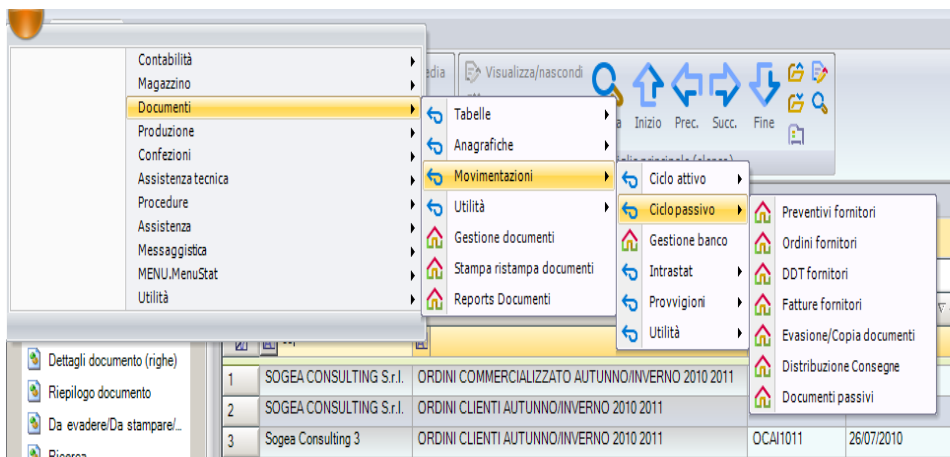 Contabilità
Magazzino
Documenti
Produzione
Confezioni
Assistenza tecnica
Procedure
Assistenza
Messaggistica
MENU.MenuStat
Utilità
Visualizza/nascondi
Inizio Prec. Succ. Fine
Tabelle
Anagrafiche
Movimentazioni
Utilità
Gestione documenti
Stampa ristampa documenti
Reports Documenti
Ciclo attivo
Ciclo passivo
Gestione banco
Intrastat
Provvigioni
Utilità
Preventivi fornitori
Ordini fornitori
DDT fornitori
Fatture fornitori
Evasione/Copia documenti
Distribuzione Consegne
Documenti passivi
Dettagli documento (righe)
Riepilogo documento
Da evadere/Da stampare/...
Ricerca
1 SOGEA CONSULTING S.r.l. ORDINI COMMERCIALIZZATO AUTUNNO/INVERNO 2010 2011
2 SOGEA CONSULTING S.r.l. ORDINI CLIENTI AUTUNNO/INVERNO 2010 2011
3 Sogea Consulting 3 ORDINI CLIENTI AUTUNNO/INVERNO 2010 2011 OCAI1011 26/07/2010